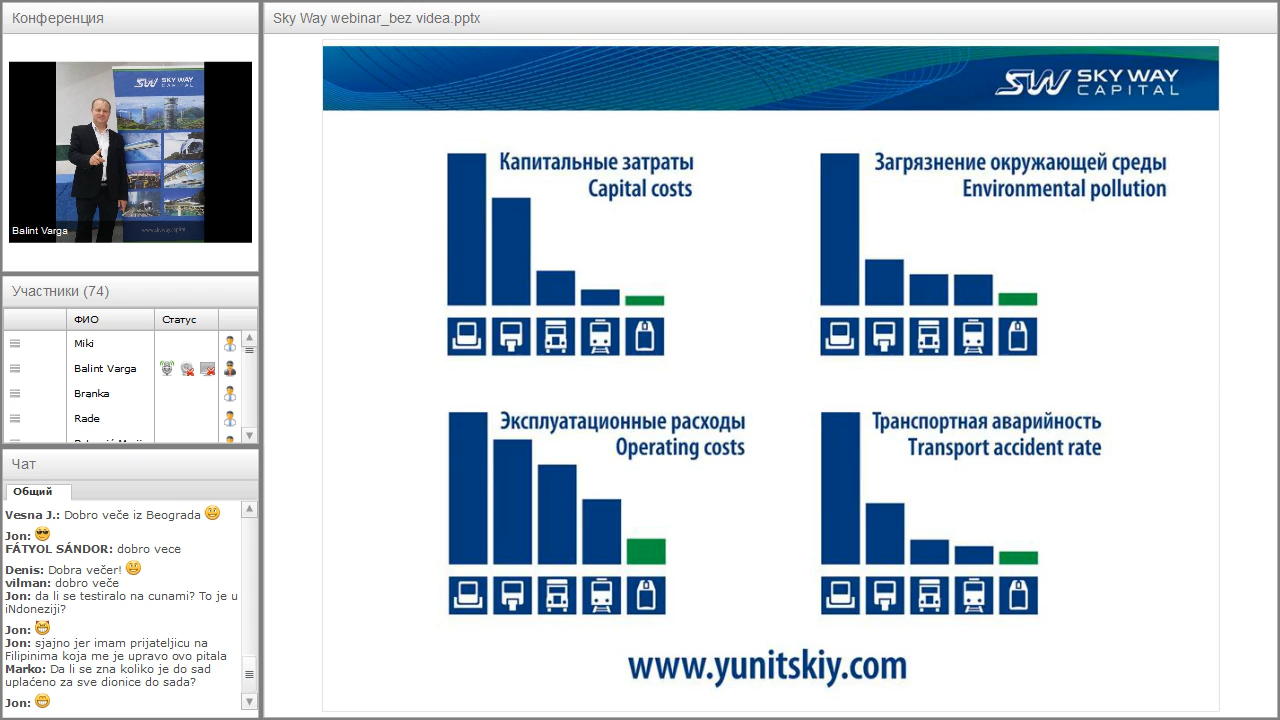 Конференция
Balint Varga
SW SKY WAY
CAPITAL
Участники (74)
ФИО
Статус
Miki
Balint Varga
Branka
Rade
Чат
Общий
Vesna J.: Dobro veče iz Beograda
Jon:
FÁTYOL SÁNDOR: dobro vece
Denis: Dobra večer!
vilman: dobro veče
Jon: da li se testiralo na cunami? To je u
iNdoneziji?
Jon:
Jon: sjajno jer imam prijateljicu na
Filipinima koja me je upravo ovo pitala
Marko: Da li se zna koliko je do sad
uplaćeno za sve dionice do sada?
Jon:
Sky Way webinar_bez videa.pptx
SW SKY WAY
CAPITAL
Капитальные затраты
Capital costs
Загрязнение окружающей среды
Environmental pollution
Эксплуатационные расходы
Operating costs
Транспортная аварийность
Transport accident rate
www.yunitskiy.com